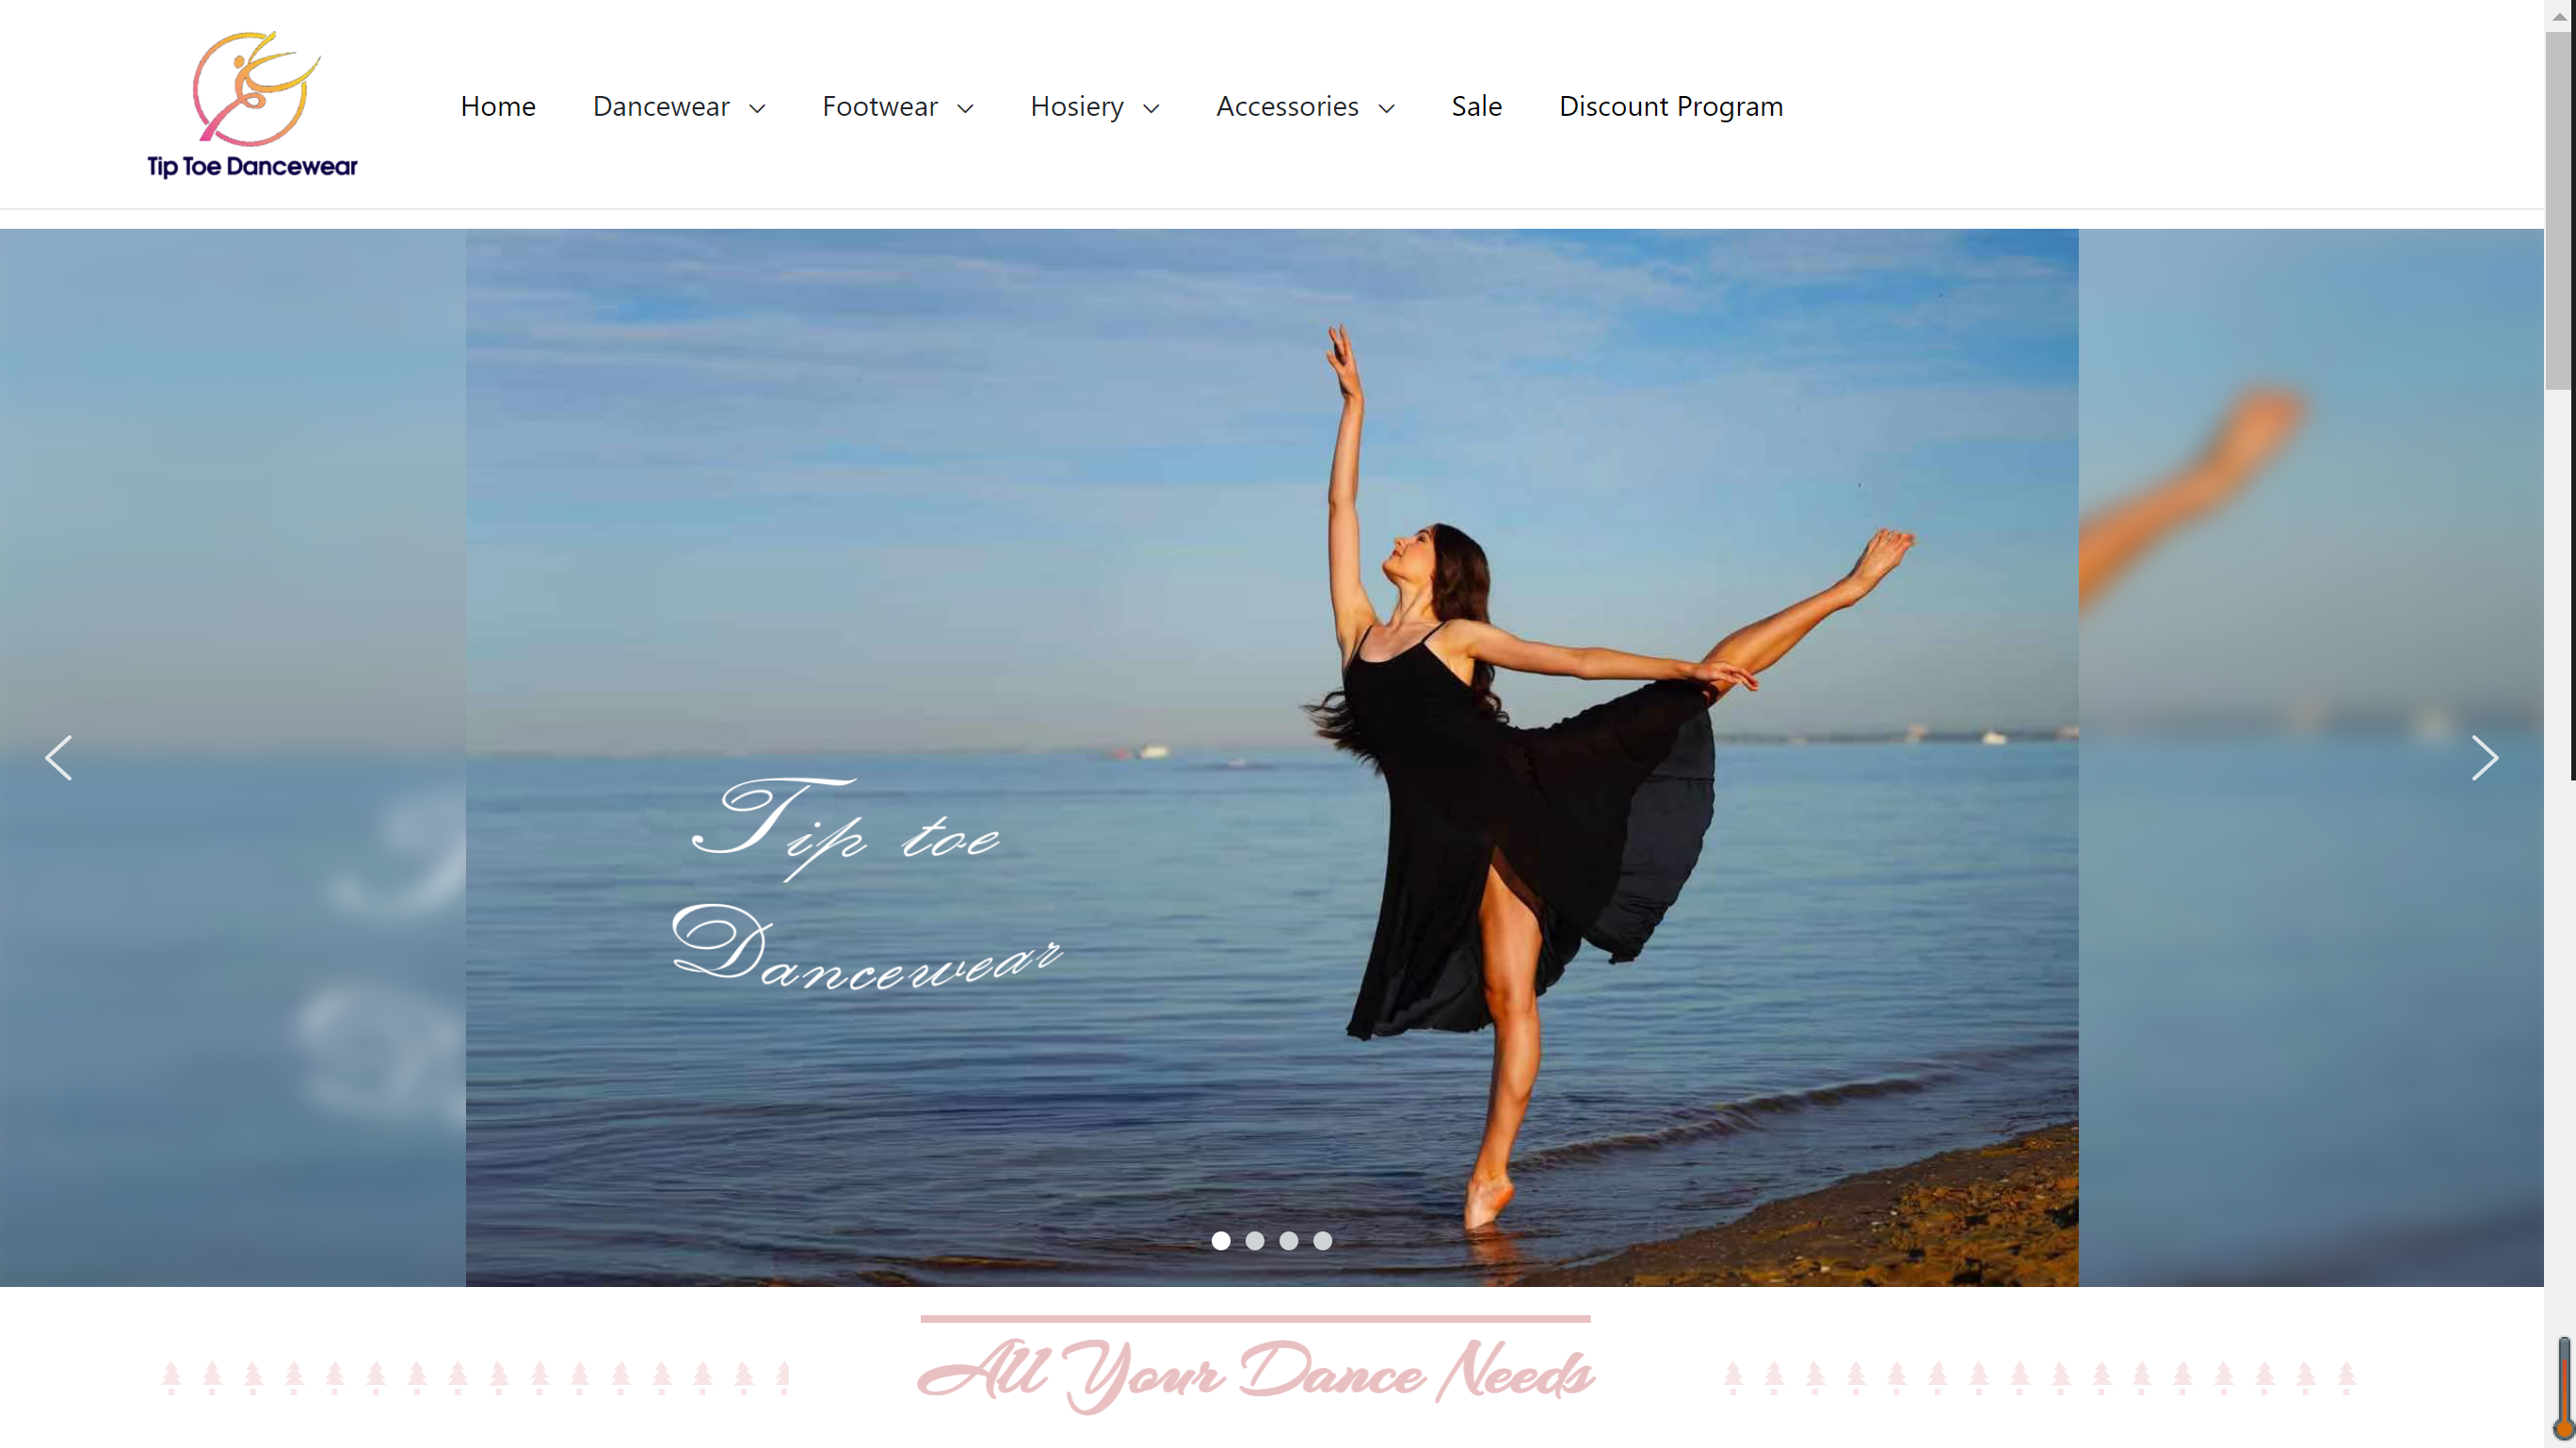 Tip Toe Dancewear
Home Dancewear Footwear Hosiery Accessories Sale Discount Program
Tip toe
Dancewear
All Your Dance Needs